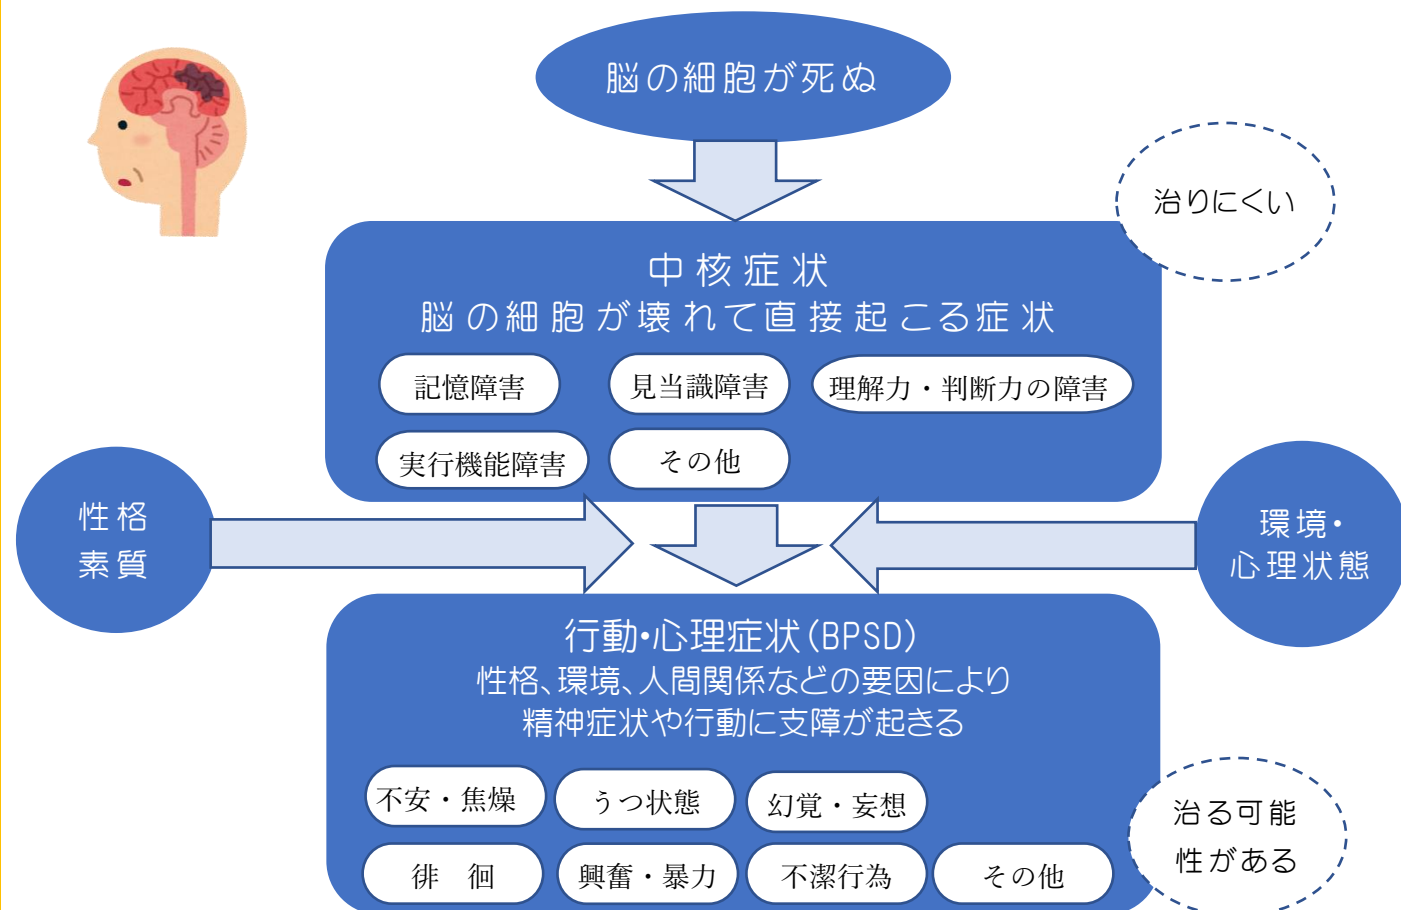 脳の細胞が死ぬ
治りにくい
中核症状
脳の細胞が壊れて直接起こる症状
記憶障害
見当識障害
理解力・判断力の障害
実行機能障害
その他
性格
素質
環境・
心理状態
行動・心理症状(BPSD)
性格、環境、人間関係などの要因により
精神症状や行動に支障が起きる
不安・焦燥
うつ状態
幻覚・妄想
徘　徊
興奮・暴力
不潔行為
その他
治る可能
性がある